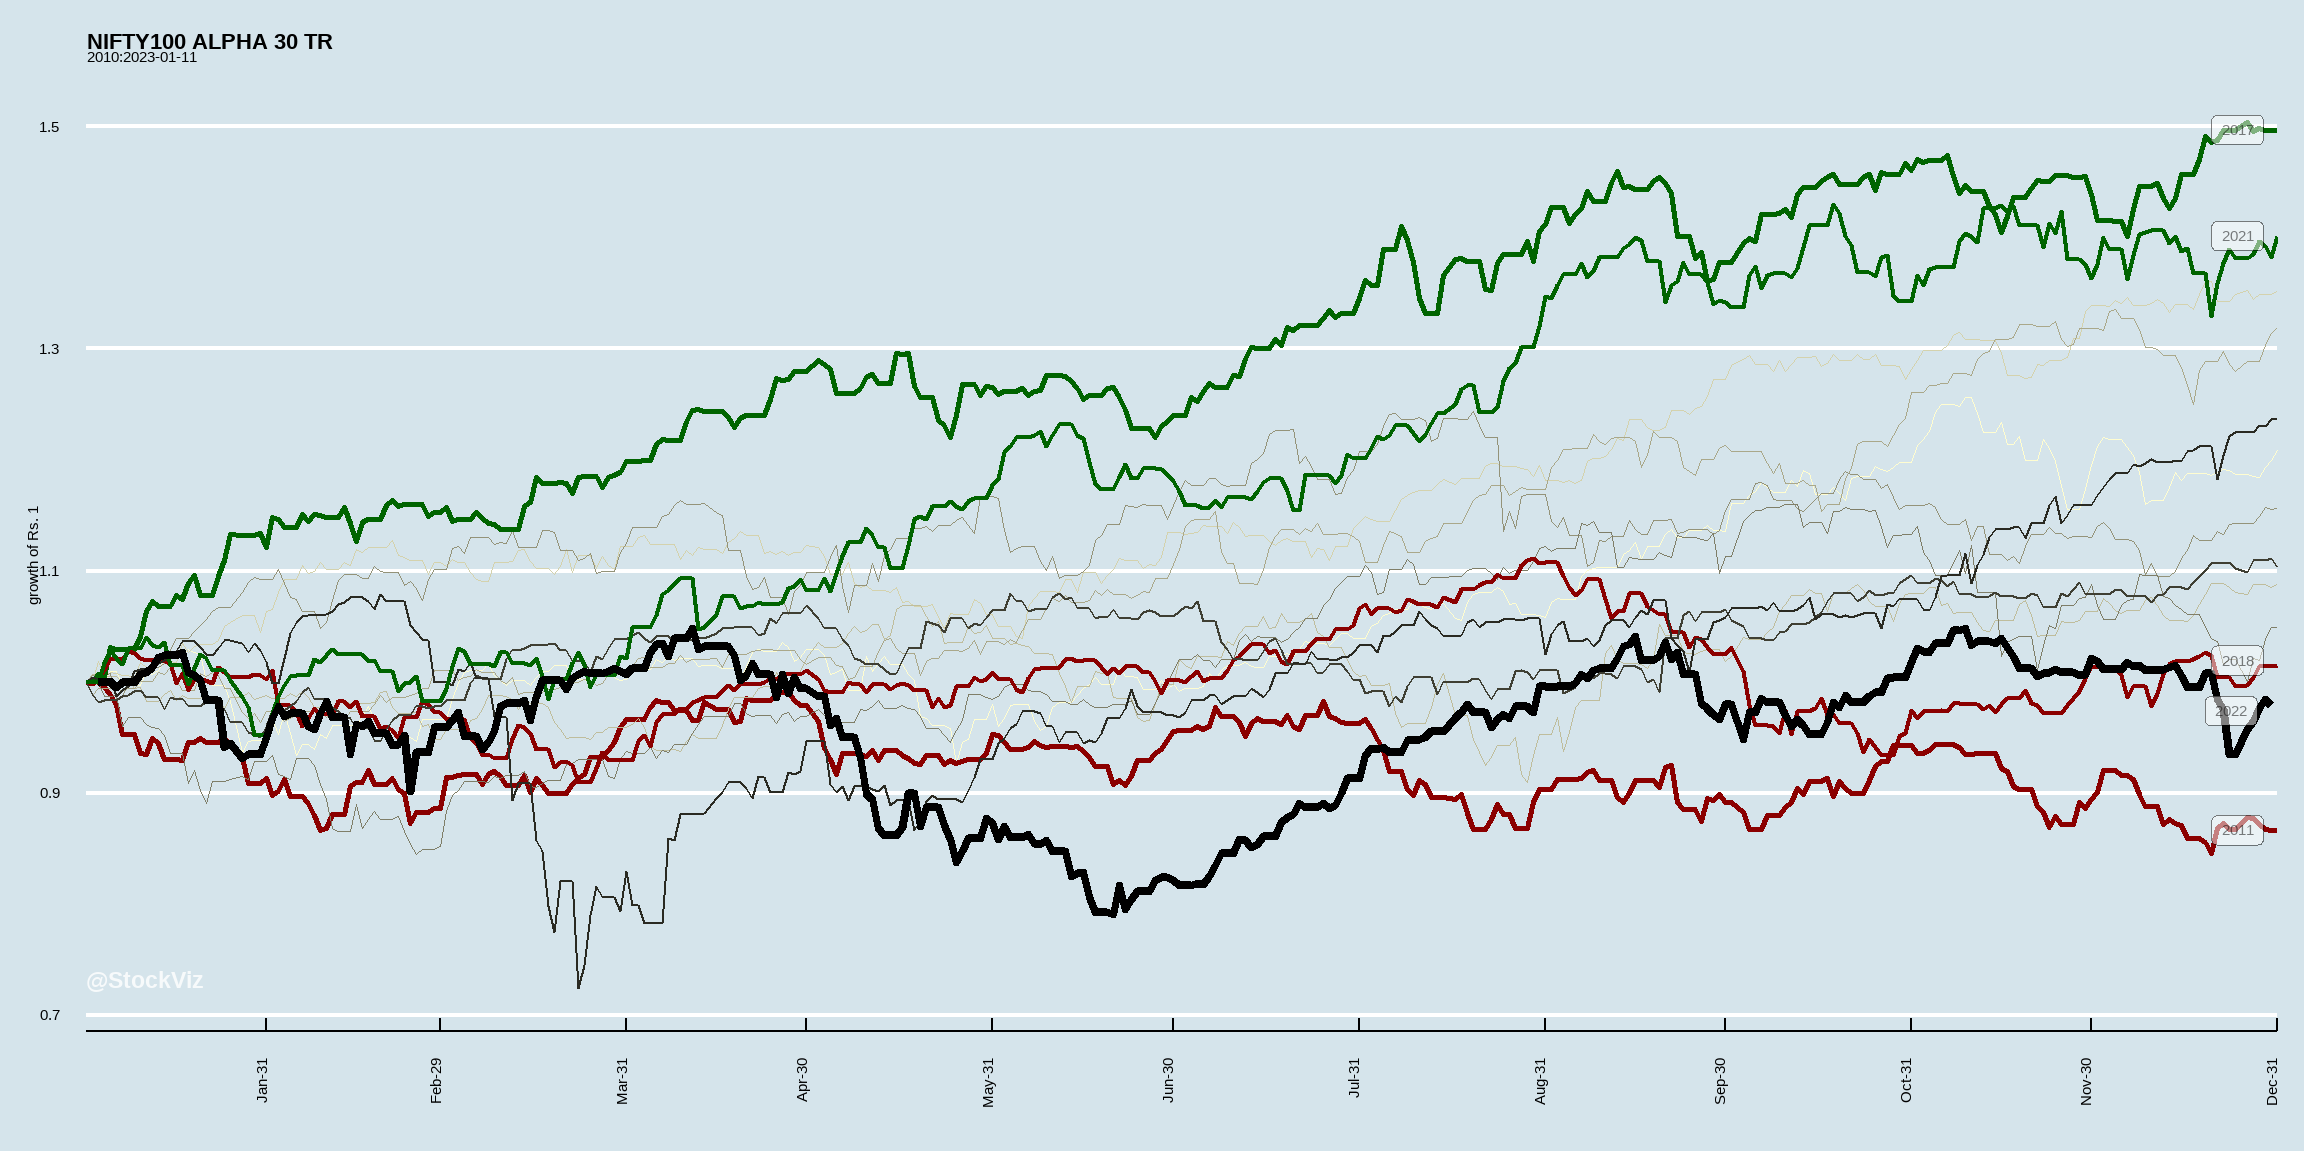 NIFTY100 ALPHA 30 TR
2010:2023-01-11
1.5
1.3
1.1
0.9
0.7
growth of Rs. 1
2017
2021
2018
2022
2011
@StockViz
Jan-31
Feb-29
Mar-31
Apr-30
May-31
Jun-30
Jul-31
Aug-31
Sep-30
Oct-31
Nov-30
Dec-31